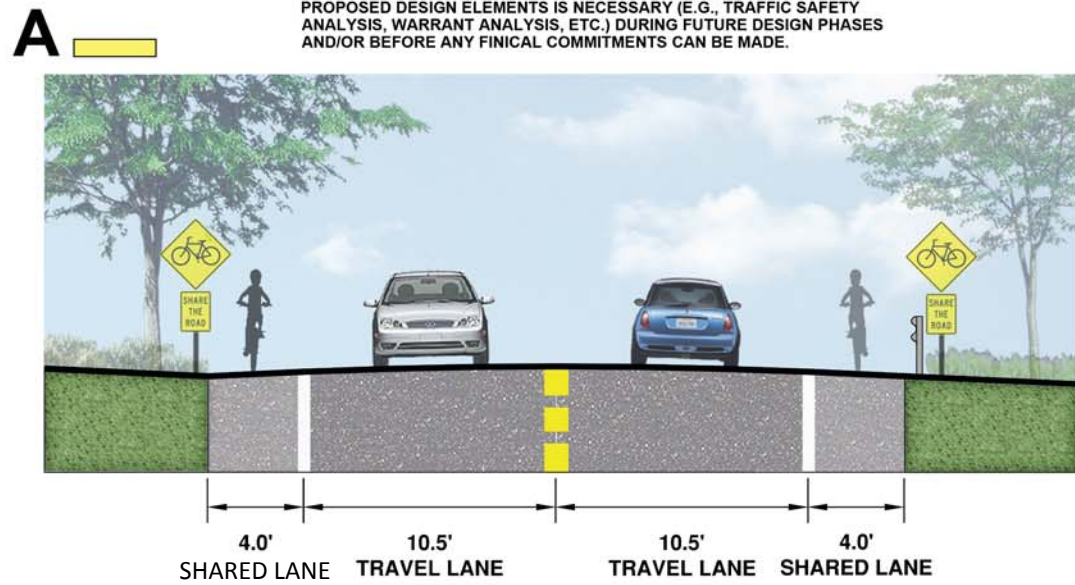 PROPOSED DESIGN ELEMENTS IS NECESSARY (E.G., TRAFFIC SAFETY
ANALYSIS, WARRANT ANALYSIS, ETC.) DURING FUTURE DESIGN PHASES
AND/OR BEFORE ANY FINICAL COMMITMENTS CAN BE MADE.
A
SHARE
THE
ROAD
SHARE
THE
ROAD
4.0' 10.5' 10.5' 4.0'
SHARED LANE TRAVEL LANE TRAVEL LANE SHARED LANE